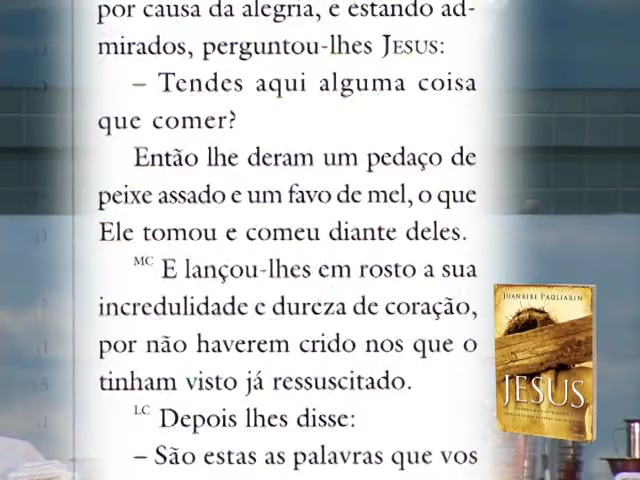 por causa da alegria, e estando ad-
mirados, perguntou-lhes JESUS:
– Tendes aqui alguma coisa
que comer?
Então lhe deram um pedaço de
peixe assado e um favo de mel, o que
Ele tomou e comeu diante deles.
MC E lançou-lhes em rosto a sua
incredulidade e dureza de coração,
por não haverem crido nos que o
tinham visto já ressuscitado.
LC Depois lhes disse:
– São estas as palavras que vos
JUANRIBE PAGLIARIN
JESUS